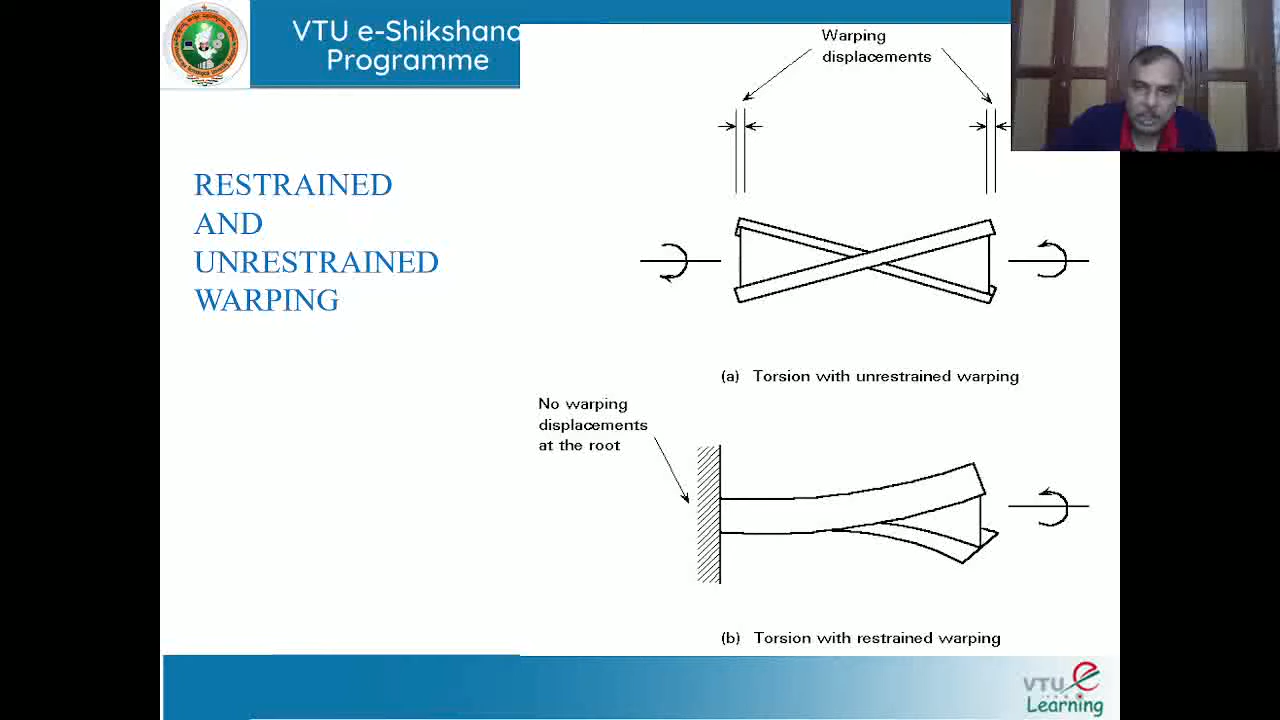 VTU e-Shikshana
Programme
RESTRAINED
AND
UNRESTRAINED
WARPING
Warping
displacements
(a) Torsion with unrestrained warping
No warping
displacements
at the root
(b) Torsion with restrained warping
VTU e
Learning